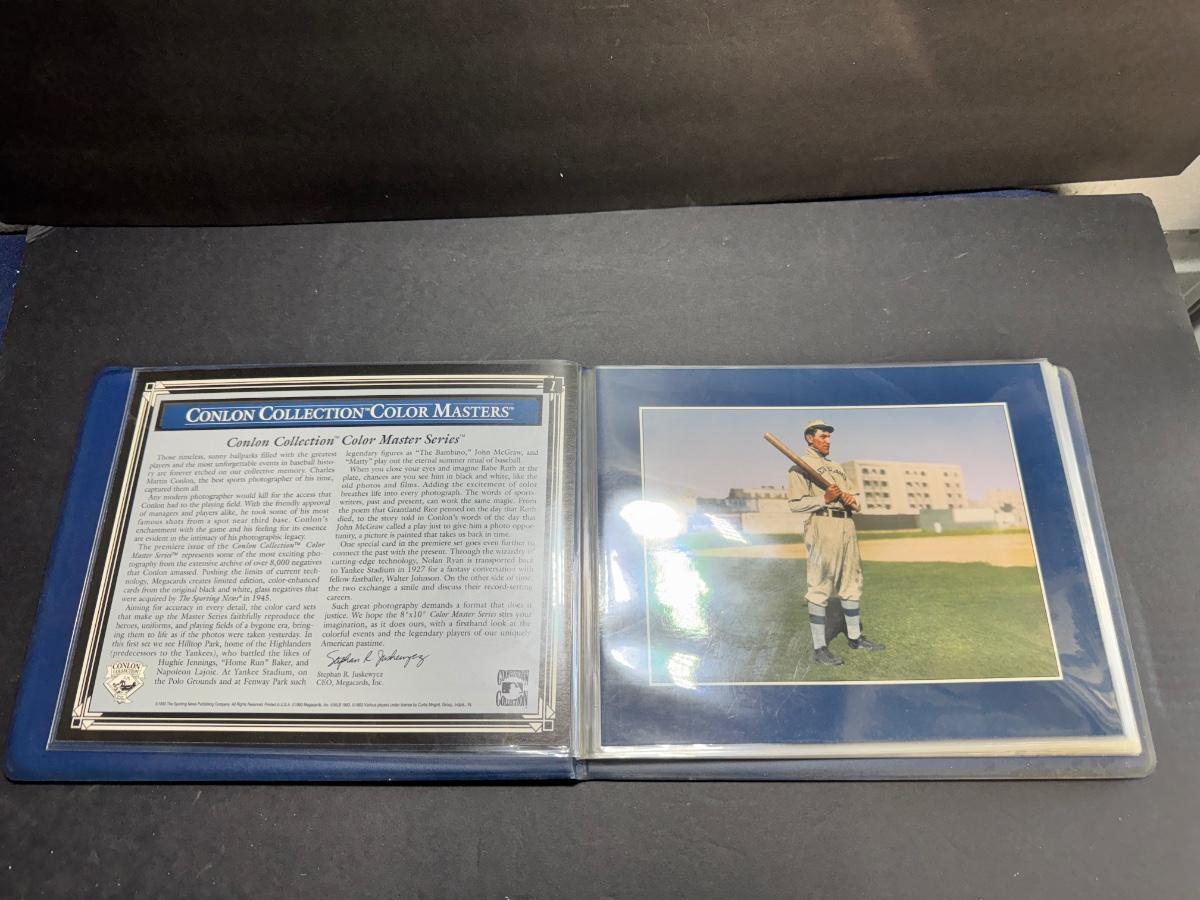 1
CONLON COLLECTION™ COLOR MASTERS™
Conlon Collection™ Color Master Series™
Those timeless, sunny ballparks filled with the greatest
players and the most unforgettable events in baseball histo-
ry are forever etched on our collective memory. Charles
Martin Conlon, the best sports photographer of his time,
captured them all.
Any modern photographer would kill for the access that
Conlon had to the playing field. With the friendly approval
of managers and players alike, he took some of his most
famous shots from a spot near third base. Conlon's
enchantment with the game and his feeling for its essence
are evident in the intimacy of his photographic legacy.
The premiere issue of the Conlon Collection™ Color
Master Series™ represents some of the most exciting pho-
tography from the extensive archive of over 8,000 negatives
that Conlon amassed. Pushing the limits of current tech-
nology, Megacards creates limited edition, color-enhanced
cards from the original black and white, glass negatives that
were acquired by The Sporting News® in 1945.
Aiming for accuracy in every detail, the color card sets
that make up the Master Series faithfully reproduce the
heroes, uniforms, and playing fields of a bygone era, bring-
ing them to life as if the photos were taken yesterday. In
this first set we see Hilltop Park, home of the Highlanders
(predecessors to the Yankees), who battled the likes of
Hughie Jennings, "Home Run" Baker, and
Napoleon Lajoie. At Yankee Stadium, on
the Polo Grounds and at Fenway Park such
legendary figures as "The Bambino," John McGraw, and
"Matty" play out the eternal summer ritual of baseball.
When you close your eyes and imagine Babe Ruth at the
plate, chances are you see him in black and white, like the
old photos and films. Adding the excitement of color
breathes life into every photograph. The words of sports-
writers, past and present, can work the same magic. From
the poem that Grantland Rice penned on the day that Ruth
died, to the story told in Conlon's words of the day that
John McGraw called a play just to give him a photo oppor-
tunity, a picture is painted that takes us back in time.
One special card in the premiere set goes even further to
connect the past with the present. Through the wizardry of
cutting-edge technology, Nolan Ryan is transported back
to Yankee Stadium in 1927 for a fantasy conversation with
fellow fastballer, Walter Johnson. On the other side of time,
the two exchange a smile and discuss their record-setting
careers.
Such great photography demands a format that does it
justice. We hope the 8"x10" Color Master Series stirs your
imagination, as it does ours, with a firsthand look at the
colorful events and the legendary players of our uniquely
American pastime.
Stephan R. Juskewycz
Stephan R. Juskewycz
CEO, Megacards, Inc.
CONLON
COLLECTION
COOPERSTOWN
COLLECTION
The Sporting News Publishing Company. All Rights Reserved. Printed in U.S.A.